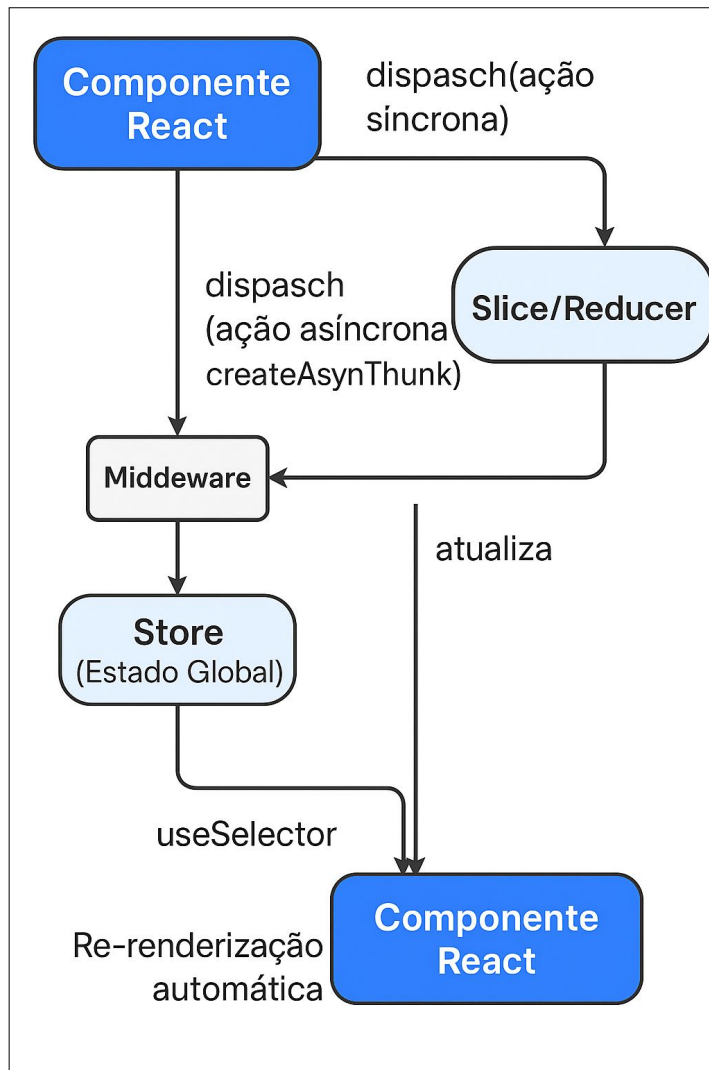 Componente
React
dispasch(ação
síncrona)
Slice/Reducer
dispasch
(ação asíncrona
createAsynThunk)
Middeware
atualiza
Store
(Estado Global)
useSelector
Componente
React
Re-renderização
automática